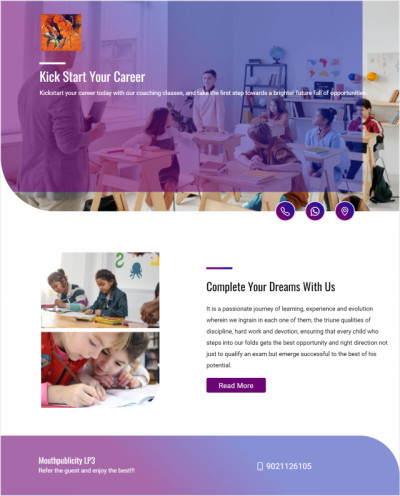 Kick Start Your Career
Kickstart your career today with our coaching classes, and take the first step towards a brighter future full of opportunities.
Complete Your Dreams With Us
It is a passionate journey of learning, experience and evolution
wherein we ingrain in each one of them, the triune qualities of
discipline, hard work and devotion, ensuring that every child who
steps into our folds gets the best opportunity and right direction not
just to qualify an exam but emerge successful to the best of his
potential.
Read More
Mouthpublicity LP3
Refer the guest and enjoy the best!!!
9021126105